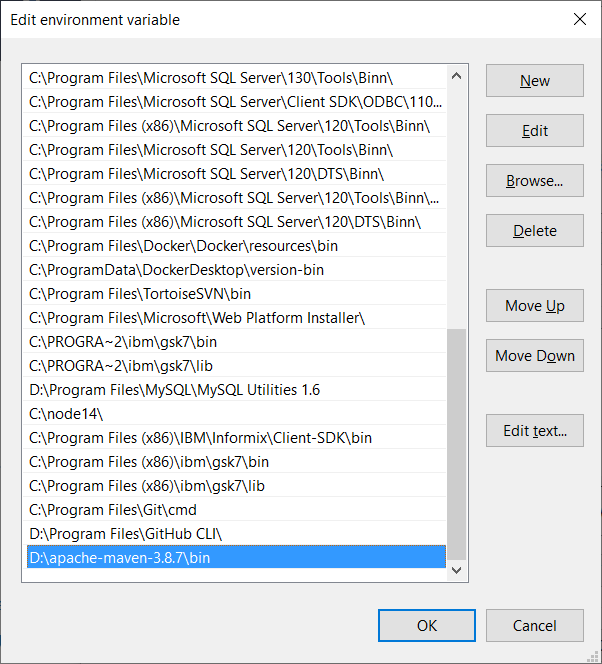 Edit environment variable
C:\Program Files\Microsoft SQL Server\130\Tools\Binn\
New
C:\Program Files\Microsoft SQL Server\Client SDK\ODBC\110...
C:\Program Files (x86)\Microsoft SQL Server\120\Tools\Binn\
Edit
C:\Program Files\Microsoft SQL Server\120\Tools\Binn\
C:\Program Files\Microsoft SQL Server\120\DTS\Binn\
Browse...
C:\Program Files (x86)\Microsoft SQL Server\120\Tools\Binn\...
C:\Program Files (x86)\Microsoft SQL Server\120\DTS\Binn\
Delete
C:\Program Files\Docker\Docker\resources\bin
C:\ProgramData\DockerDesktop\version-bin
C:\Program Files\TortoiseSVN\bin
Move Up
C:\Program Files\Microsoft\Web Platform Installer\
C:\PROGRA~2\ibm\gsk7\bin
Move Down
C:\PROGRA~2\ibm\gsk7\lib
D:\Program Files\MySQL\MySQL Utilities 1.6
C:\node14\
Edit text...
C:\Program Files (x86)\IBM\Informix\Client-SDK\bin
C:\Program Files (x86)\ibm\gsk7\bin
C:\Program Files (x86)\ibm\gsk7\lib
C:\Program Files\Git\cmd
D:\Program Files\GitHub CLI\
D:\apache-maven-3.8.7\bin
OK
Cancel